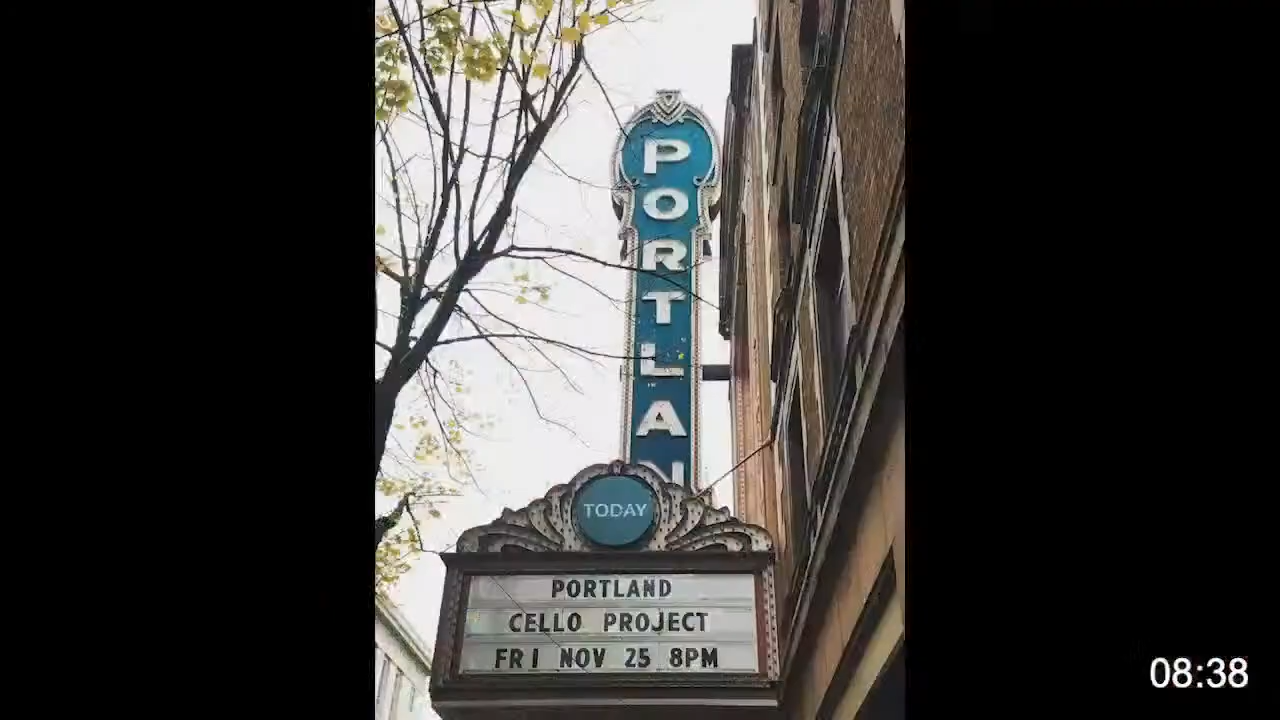 PORTLAN
TODAY
PORTLAND
CELLO PROJECT
FRI NOV 25 8PM
08:38